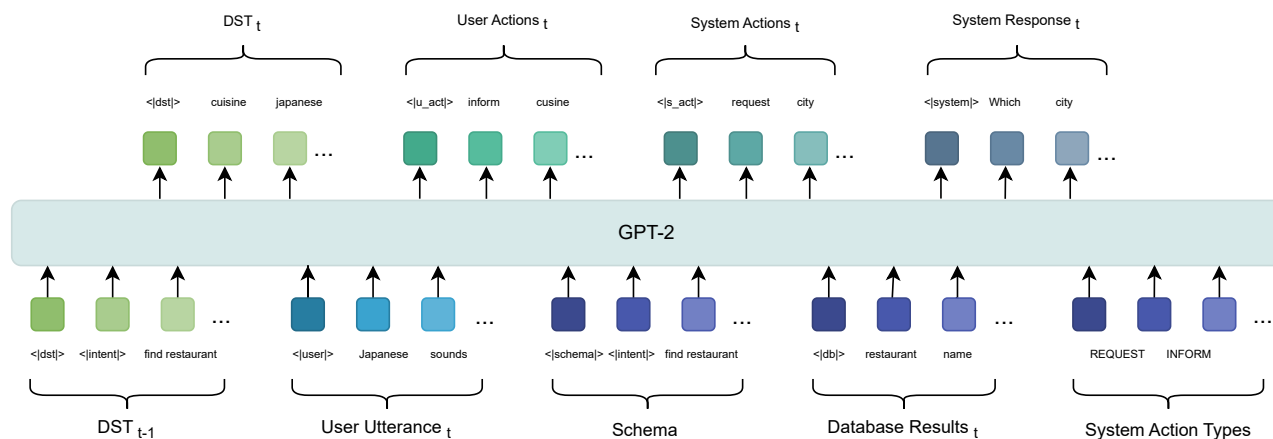 DST t User Actions t System Actions t System Response t
<|dst|> cuisine japanese <|u_act|> inform cusine <|s_act|> request city <|system|> Which city
... ... ... ...
GPT-2
... ... ... ... ...
<|dst|> <|intent|> find restaurant <|user|> Japanese sounds <|schema|> <|intent|> find restaurant <|db|> restaurant name REQUEST INFORM
DST t-1 User Utterance t Schema Database Results t System Action Types